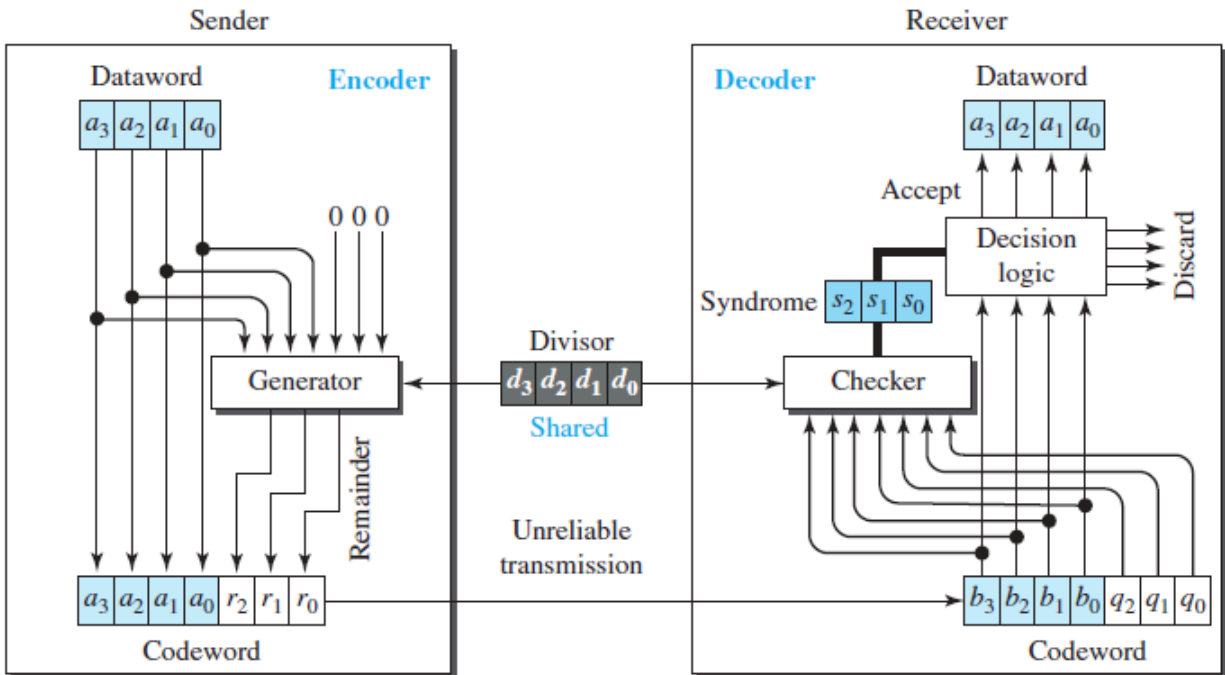 Sender
Receiver
Dataword
Encoder
a3 a2 a1 a0
0 0 0
Generator
Remainder
a3 a2 a1 a0 r2 r1 r0
Codeword
Divisor
d3 d2 d1 d0
Shared
Unreliable
transmission
Decoder
Dataword
a3 a2 a1 a0
Accept
Decision
logic
Discard
Syndrome
s2 s1 s0
Checker
b3 b2 b1 b0 q2 q1 q0
Codeword